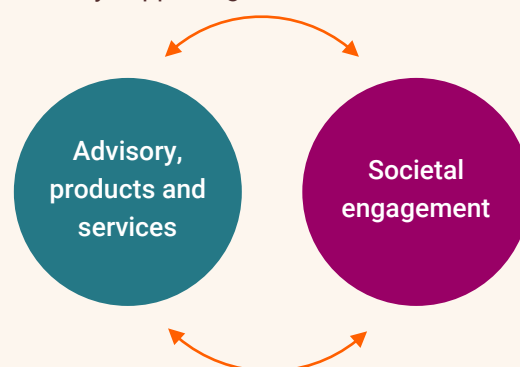 Advisory,
products and
services
Societal
engagement